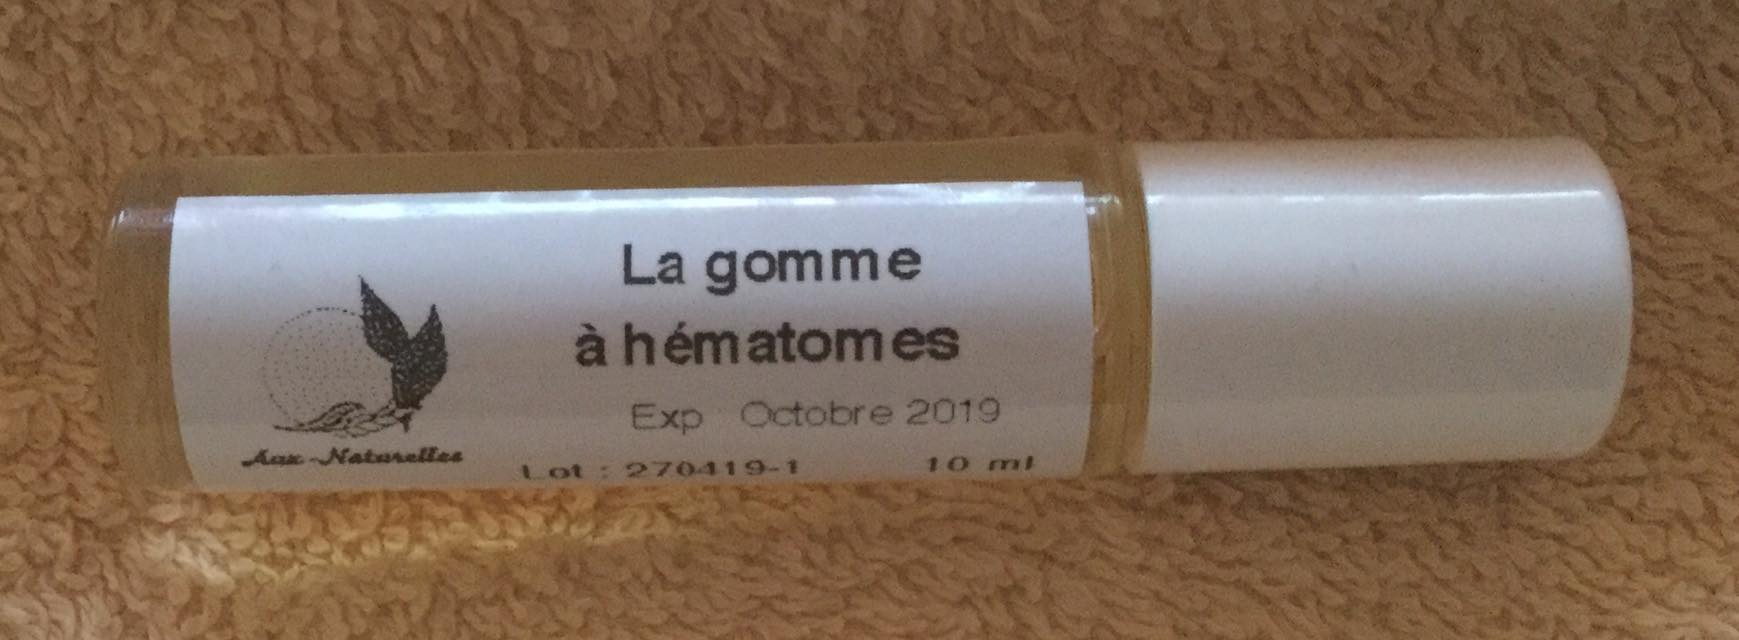 La gomme
à hématomes
Exp Octobre 2019
Aux-Naturelles
Lot : 270419-1 10 ml